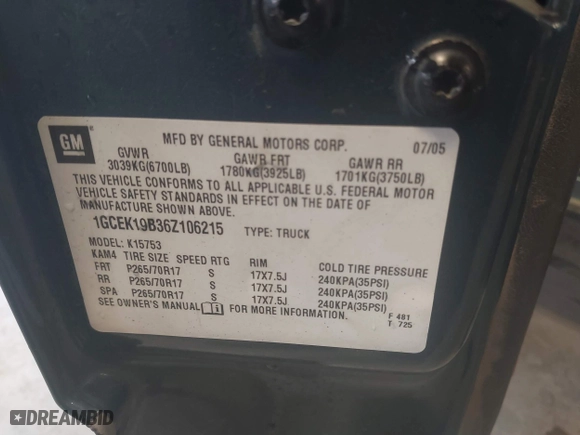 GM
MFD BY GENERAL MOTORS CORP. 07/05
GVWR GAWR FRT GAWR RR
3039KG(6700LB) 1780KG(3925LB) 1701KG(3750LB)
THIS VEHICLE CONFORMS TO ALL APPLICABLE U.S. FEDERAL MOTOR
VEHICLE SAFETY STANDARDS IN EFFECT ON THE DATE OF
MANUFACTURE SHOWN ABOVE.
1GCEK19B36Z106215 TYPE: TRUCK
MODEL: K15753
KAM4 TIRE SIZE SPEED RTG RIM COLD TIRE PRESSURE
FRT P265/70R17 S 17X7.5J 240KPA(35PSI)
RR P265/70R17 S 17X7.5J 240KPA(35PSI)
SPA P265/70R17 S 17X7.5J 240KPA(35PSI)
SEE OWNER'S MANUAL FOR MORE INFORMATION.
F 481
T 725
DREAMBID